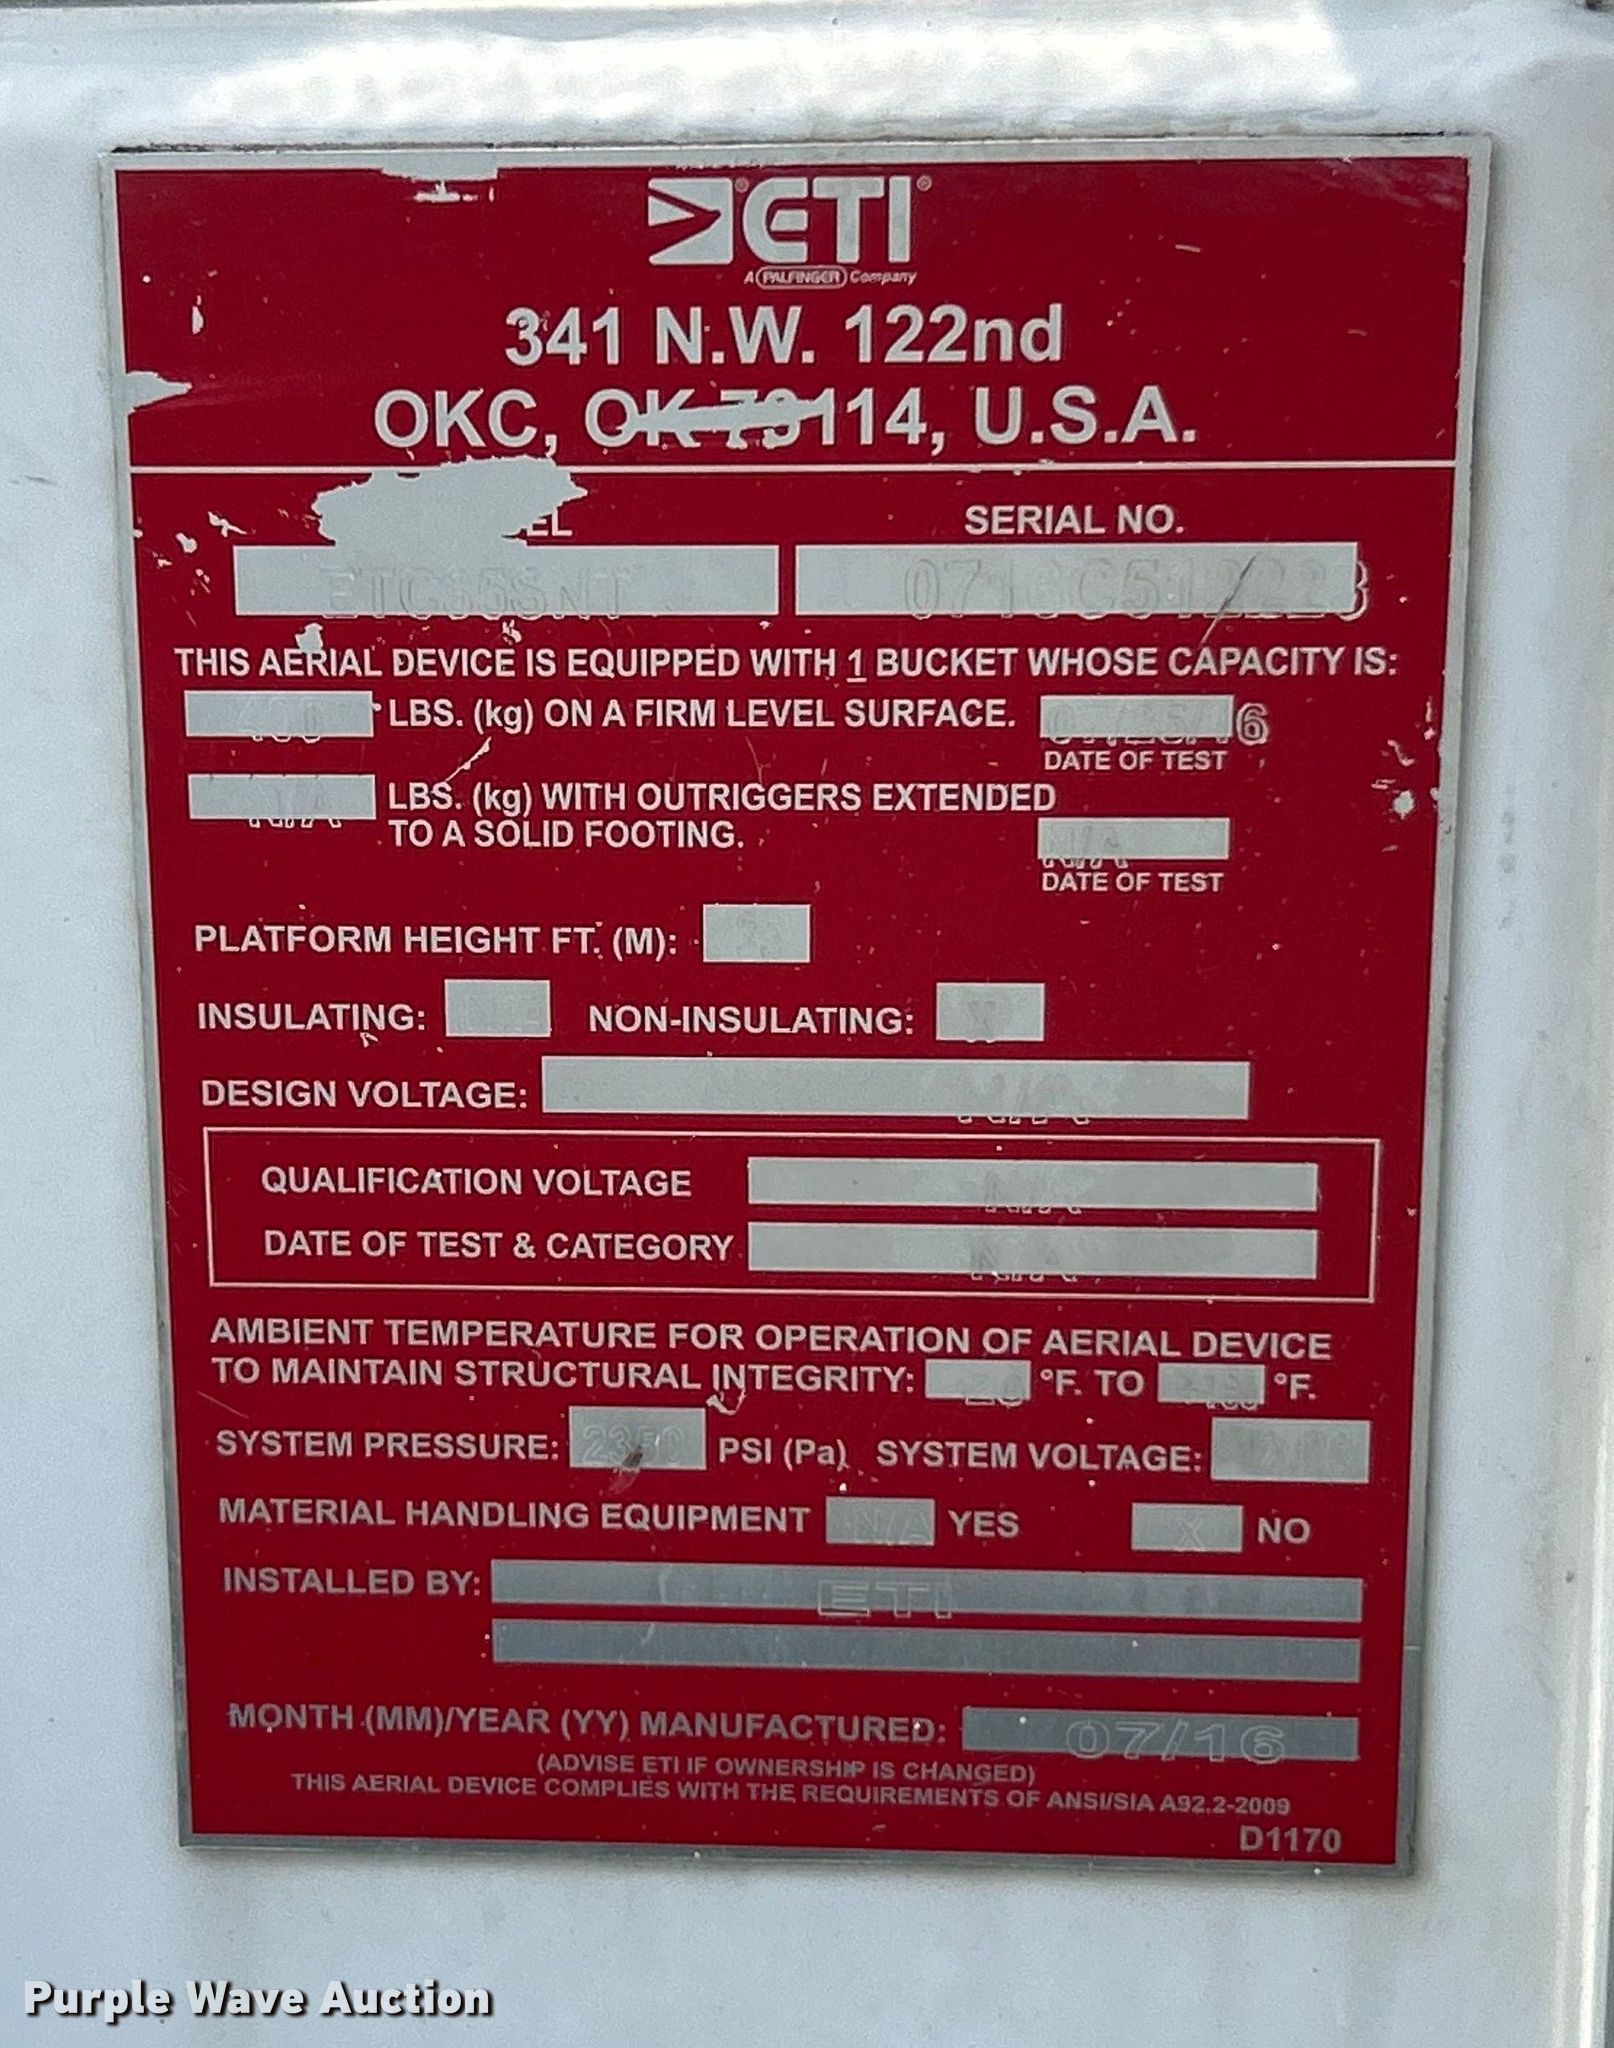 ETI®
A PALFINGER Company
341 N.W. 122nd
OKC, OK 73114, U.S.A.
SERIAL NO.
THIS AERIAL DEVICE IS EQUIPPED WITH 1 BUCKET WHOSE CAPACITY IS:
LBS. (kg) ON A FIRM LEVEL SURFACE.
DATE OF TEST
N/A LBS. (kg) WITH OUTRIGGERS EXTENDED
TO A SOLID FOOTING. N/A
DATE OF TEST
PLATFORM HEIGHT FT. (M):
INSULATING: N/A NON-INSULATING: X
DESIGN VOLTAGE: N/A
QUALIFICATION VOLTAGE N/A
DATE OF TEST & CATEGORY N/A
AMBIENT TEMPERATURE FOR OPERATION OF AERIAL DEVICE
TO MAINTAIN STRUCTURAL INTEGRITY: °F. TO °F.
SYSTEM PRESSURE: 2350 PSI (Pa) SYSTEM VOLTAGE:
MATERIAL HANDLING EQUIPMENT N/A YES X NO
INSTALLED BY: ETI
MONTH (MM)/YEAR (YY) MANUFACTURED: 07/16
(ADVISE ETI IF OWNERSHIP IS CHANGED)
THIS AERIAL DEVICE COMPLIES WITH THE REQUIREMENTS OF ANSI/SIA A92.2-2009
D1170
Purple Wave Auction